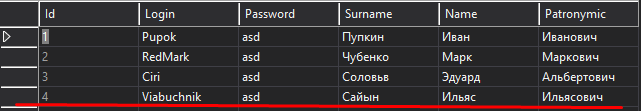 Id Login Password Surname Name Patronymic
1 Pupok asd Пупкин Иван Иванович
2 RedMark asd Чубенко Марк Маркович
3 Ciri asd Соловьв Эдуард Альбертович
4 Viabuchnik asd Сайын Ильяс Ильясович